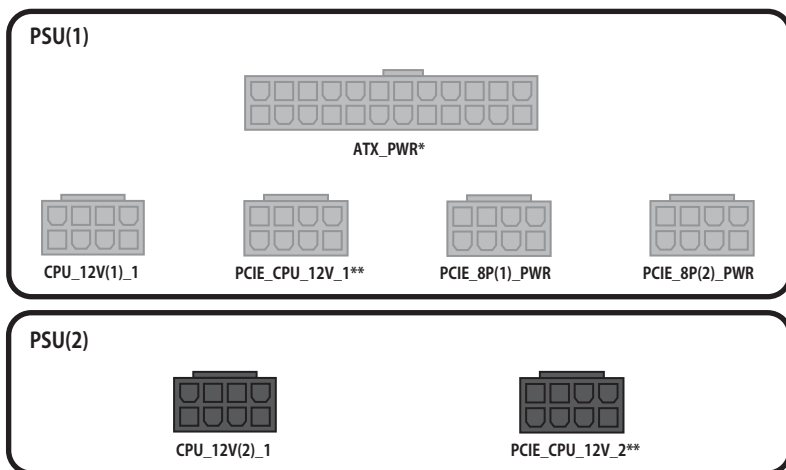 PSU(1)
ATX_PWR*
CPU_12V(1)_1
PCIE_CPU_12V_1**
PCIE_8P(1)_PWR
PCIE_8P(2)_PWR
PSU(2)
CPU_12V(2)_1
PCIE_CPU_12V_2**